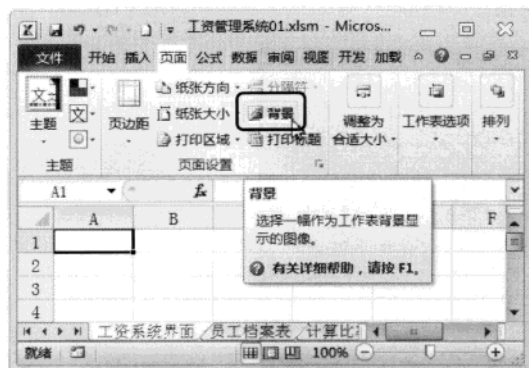 工资管理系统01.xlsm - Micros...
文件 开始 插入 页面 公式 数据 审阅 视图 开发 加载
主题 文 页边距 纸张方向 纸张大小 打印区域 分隔符 背景 打印标题 调整为合适大小 工作表选项 排列
主题 页面设置
A1 fx
背景
选择一幅作为工作表背景显
示的图像。
有关详细帮助，请按 F1。
A B F
1
2
3
4
工资系统界面 员工档案表 计算比
就绪 100%